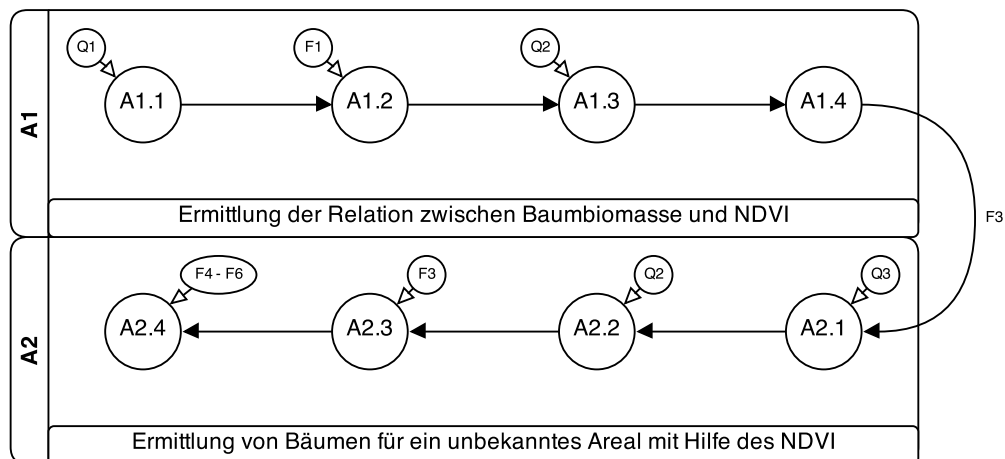 A1
Q1
F1
Q2
A1.1
A1.2
A1.3
A1.4
Ermittlung der Relation zwischen Baumbiomasse und NDVI
F3
A2
F4 - F6
F3
Q2
Q3
A2.4
A2.3
A2.2
A2.1
Ermittlung von Bäumen für ein unbekanntes Areal mit Hilfe des NDVI